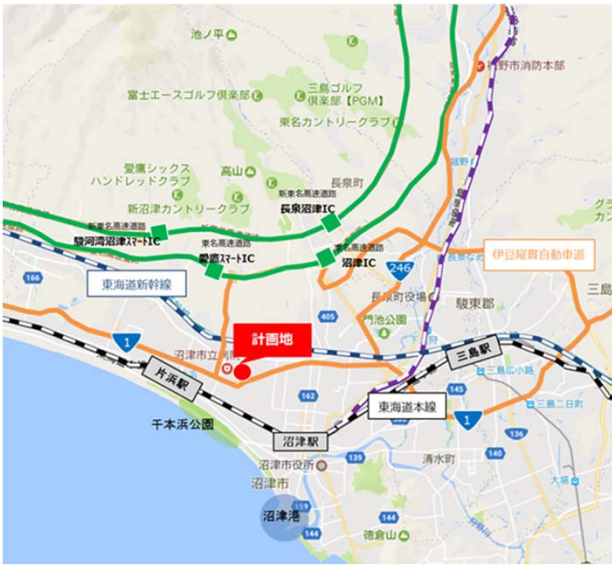 池ノ平
裾野市消防本部
富士エースゴルフ倶楽部
三島ゴルフ
倶楽部【PGM】
東名カントリークラブ
裾野
愛鷹シックス
ハンドレッドクラブ
高山
長泉町
新沼津カントリークラブ
新東名高速道路
長泉沼津IC
新東名高速道路
駿河湾沼津スマートIC
東名高速道路
愛鷹スマートIC
東名高速道路
沼津IC
伊豆縦貫自動車道
246
166
東海道新幹線
長泉町役場
駿東郡
三島
405
門池公園
1
計画地
沼津市立病院
三島駅
片浜駅
三島広小路
162
145
東海道本線
三島二日町
千本浜公園
1
136
沼津駅
沼津市役所
139
清水町
140
沼津市
大場
沼津港
144
144
144
徳倉山